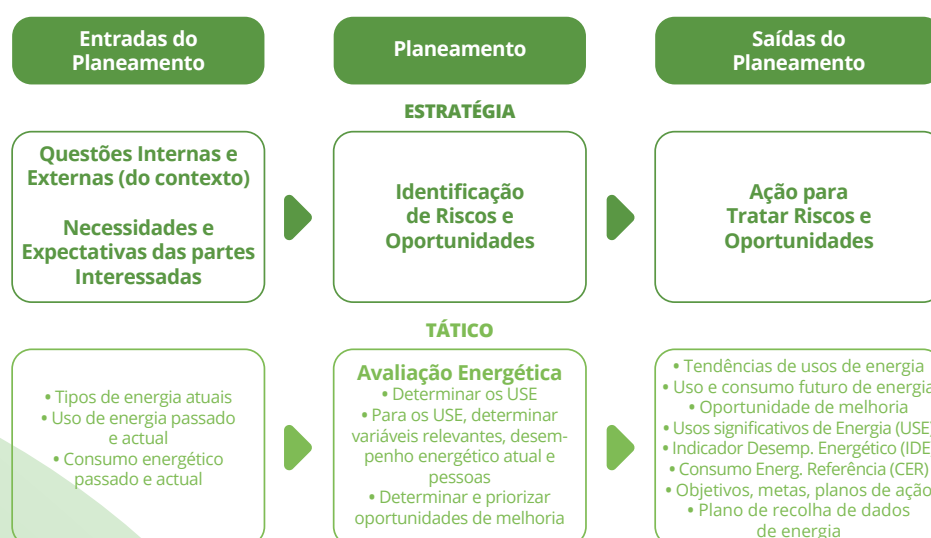 Entradas do
Planeamento
Planeamento
Saídas do
Planeamento
ESTRATÉGIA
Questões Internas e
Externas (do contexto)
Necessidades e
Expectativas das partes
Interessadas
Identificação
de Riscos e
Oportunidades
Ação para
Tratar Riscos e
Oportunidades
TÁTICO
• Tipos de energia atuais
• Uso de energia passado
e actual
• Consumo energético
passado e actual
Avaliação Energética
• Determinar os USE
• Para os USE, determinar
variáveis relevantes, desem-
penho energético atual e
pessoas
• Determinar e priorizar
oportunidades de melhoria
• Tendências de usos de energia
• Uso e consumo futuro de energia
• Oportunidade de melhoria
• Usos significativos de Energia (USE)
• Indicador Desemp. Energético (IDE
• Consumo Energ. Referência (CER)
• Objetivos, metas, planos de ação
• Plano de recolha de dados
de energia